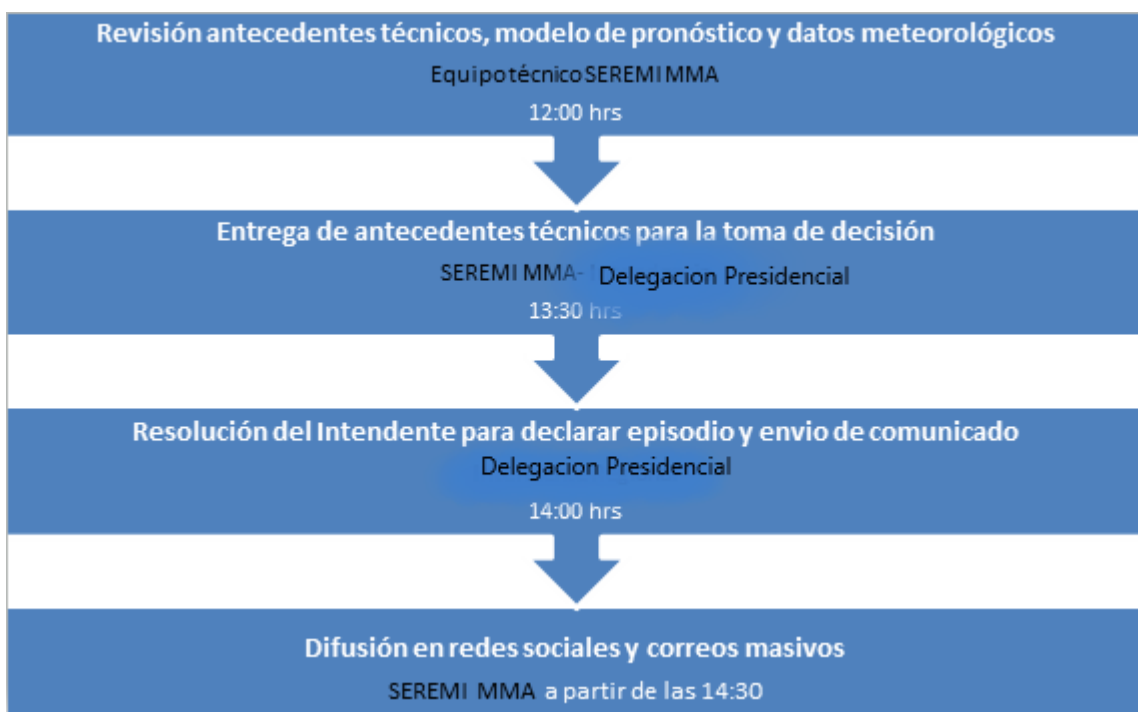 Revisión antecedentes técnicos, modelo de pronóstico y datos meteorológicos
Equipo técnico SEREMI MMA
12:00 hrs
Entrega de antecedentes técnicos para la toma de decisión
SEREMI MMA- Delegacion Presidencial
13:30 hrs
Resolución del Intendente para declarar episodio y envio de comunicado
Delegacion Presidencial
14:00 hrs
Difusión en redes sociales y correos masivos
SEREMI MMA a partir de las 14:30